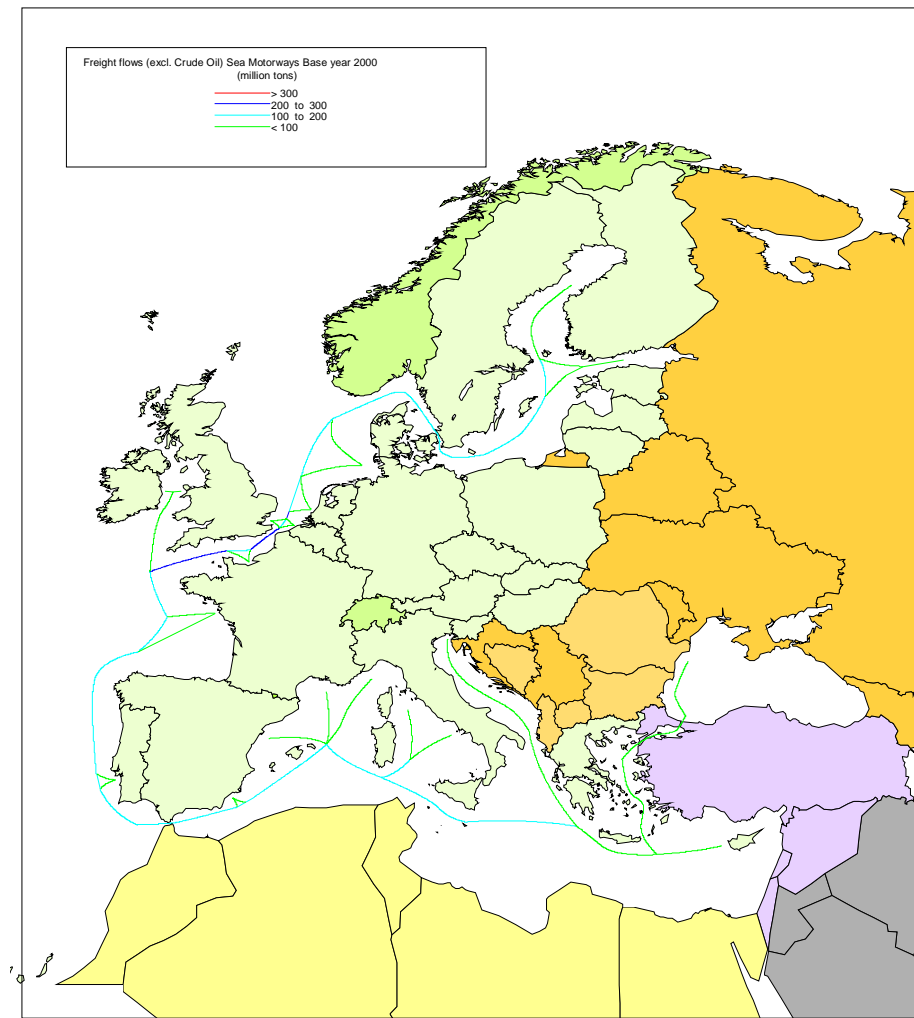 Freight flows (excl. Crude Oil) Sea Motorways Base year 2000
(million tons)
> 300
200 to 300
100 to 200
< 100